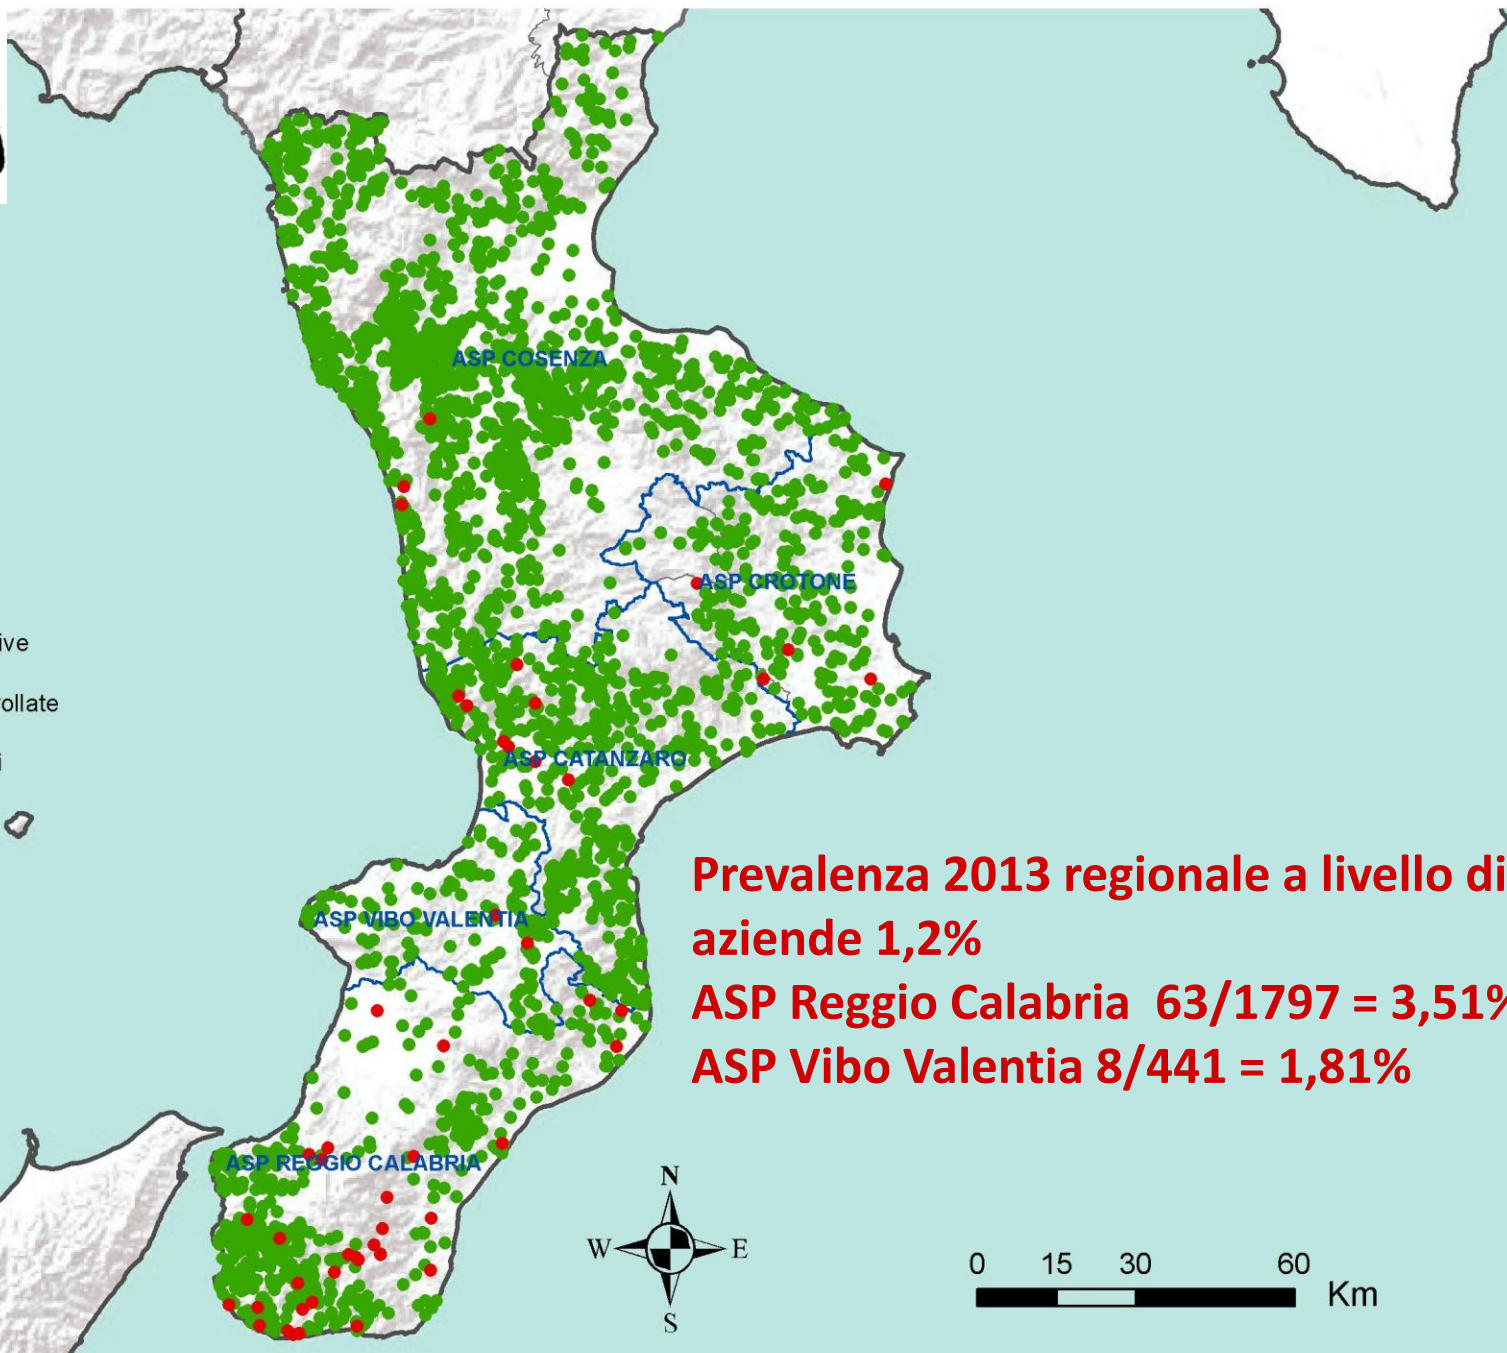 ASP COSENZA
ASP CROTONE
ive
ollate
i
ASP CATANZARO
Prevalenza 2013 regionale a livello di
aziende 1,2%
ASP VIBO VALENTIA
ASP Reggio Calabria 63/1797 = 3,51%
ASP Vibo Valentia 8/441 = 1,81%
ASP REGGIO CALABRIA
N
W E
S
0 15 30 60
Km